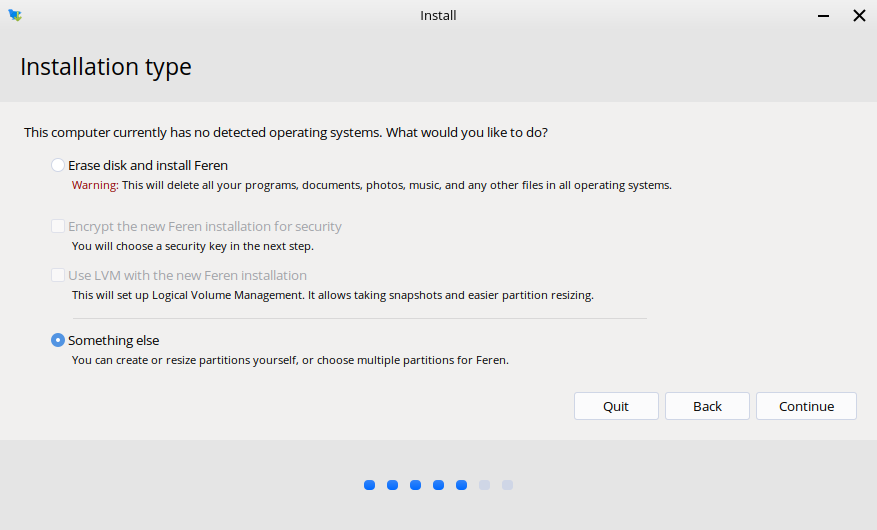 Install
Installation type
This computer currently has no detected operating systems. What would you like to do?
Erase disk and install Feren
Warning: This will delete all your programs, documents, photos, music, and any other files in all operating systems.
Encrypt the new Feren installation for security
You will choose a security key in the next step.
Use LVM with the new Feren installation
This will set up Logical Volume Management. It allows taking snapshots and easier partition resizing.
Something else
You can create or resize partitions yourself, or choose multiple partitions for Feren.
Quit Back Continue